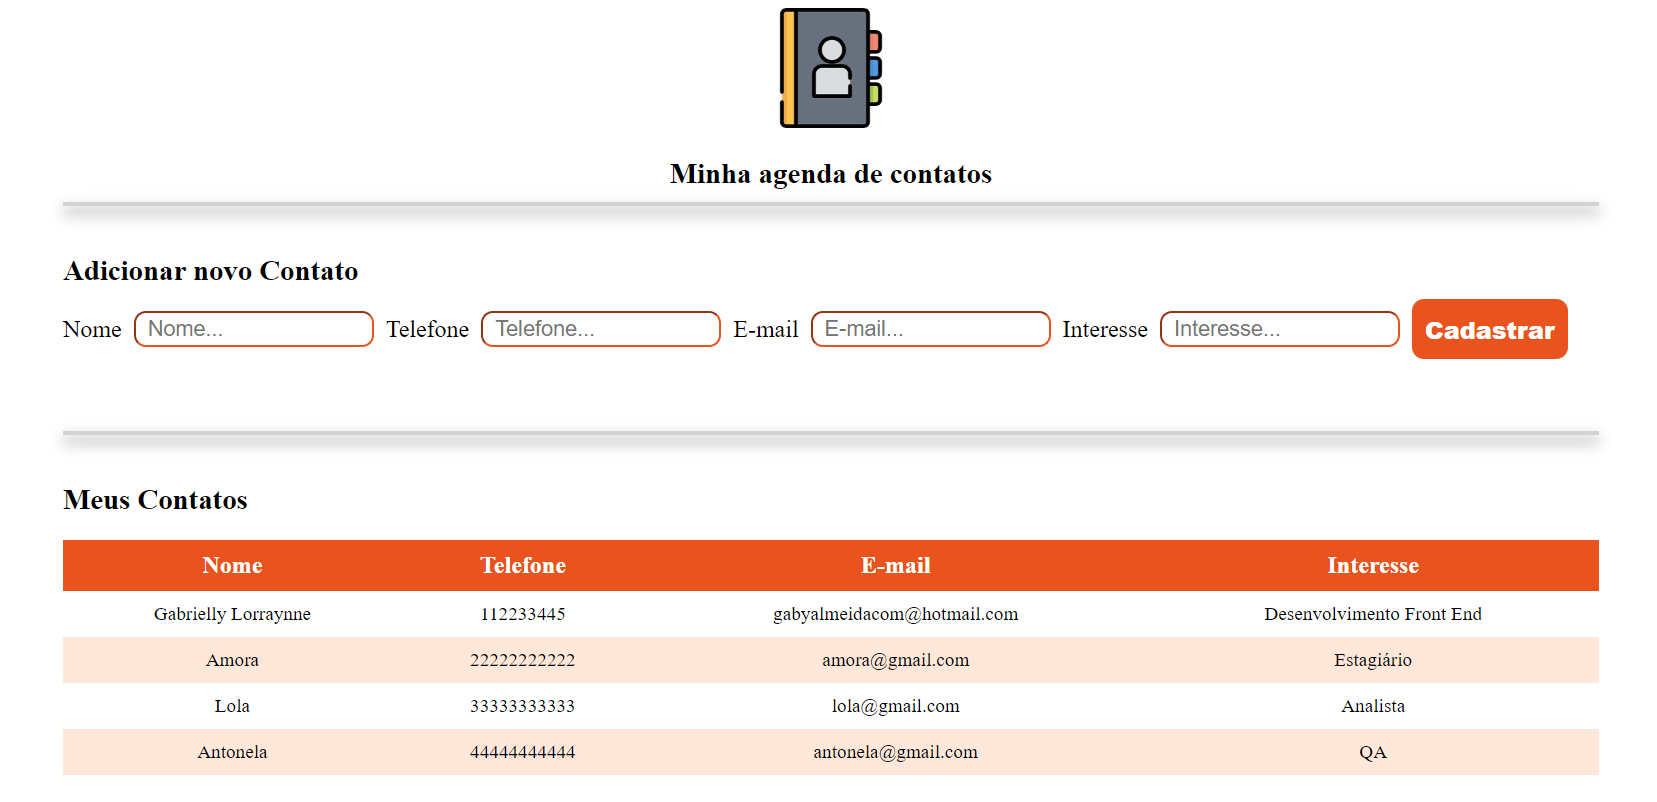 Minha agenda de contatos
Adicionar novo Contato
Nome Nome... Telefone Telefone... E-mail E-mail... Interesse Interesse... Cadastrar
Meus Contatos
Nome Telefone E-mail Interesse
Gabrielly Lorraynne 112233445 gabyalmeidacom@hotmail.com Desenvolvimento Front End
Amora 22222222222 amora@gmail.com Estagiário
Lola 33333333333 lola@gmail.com Analista
Antonela 44444444444 antonela@gmail.com QA